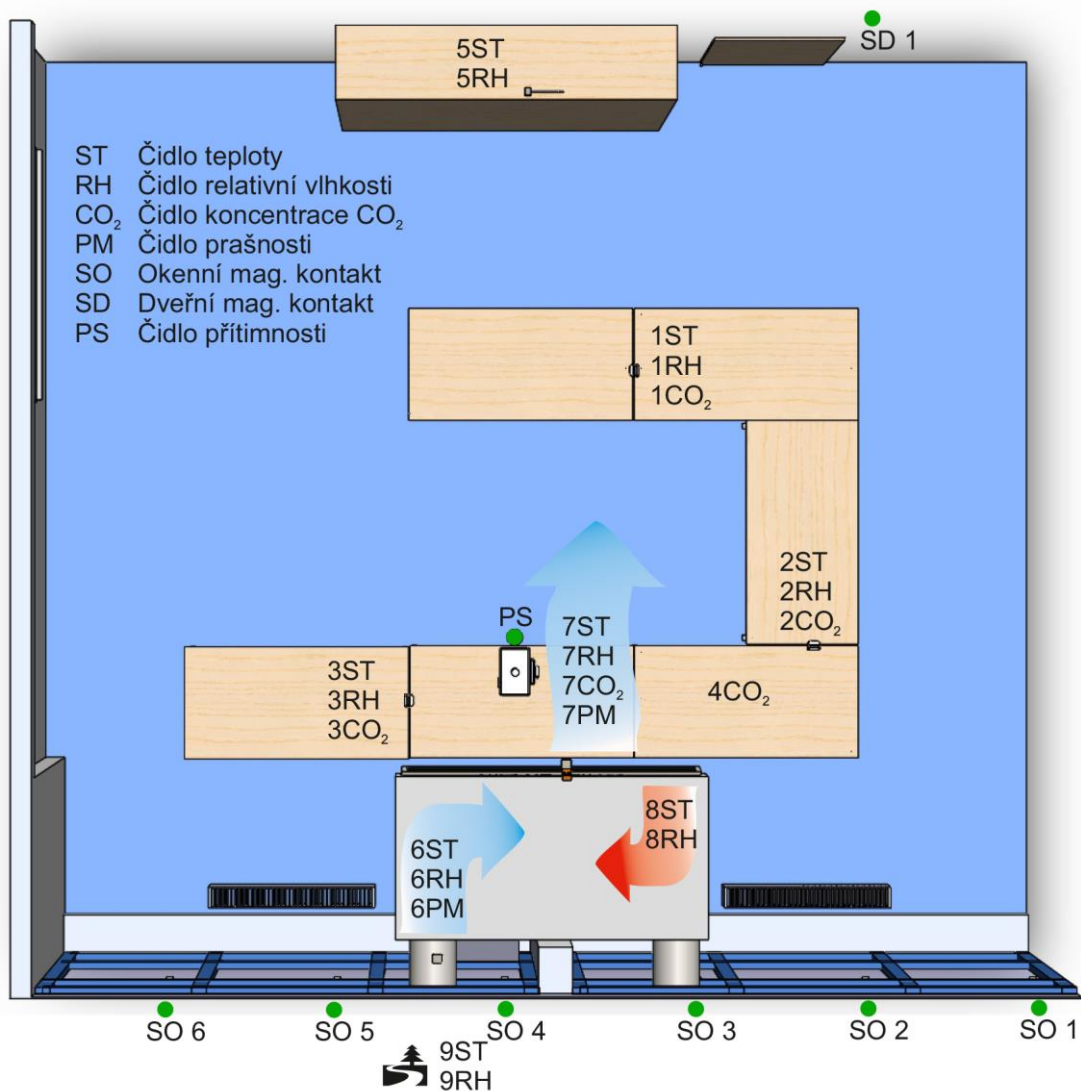 SD 1
5ST
5RH
ST Čidlo teploty
RH Čidlo relativní vlhkosti
CO₂ Čidlo koncentrace CO₂
PM Čidlo prašnosti
SO Okenní mag. kontakt
SD Dveřní mag. kontakt
PS Čidlo přítimnosti
1ST
1RH
1CO₂
2ST
2RH
2CO₂
PS
7ST
7RH
7CO₂
7PM
3ST
3RH
3CO₂
4CO₂
6ST
6RH
6PM
8ST
8RH
SO 6
SO 5
SO 4
SO 3
SO 2
SO 1
9ST
9RH